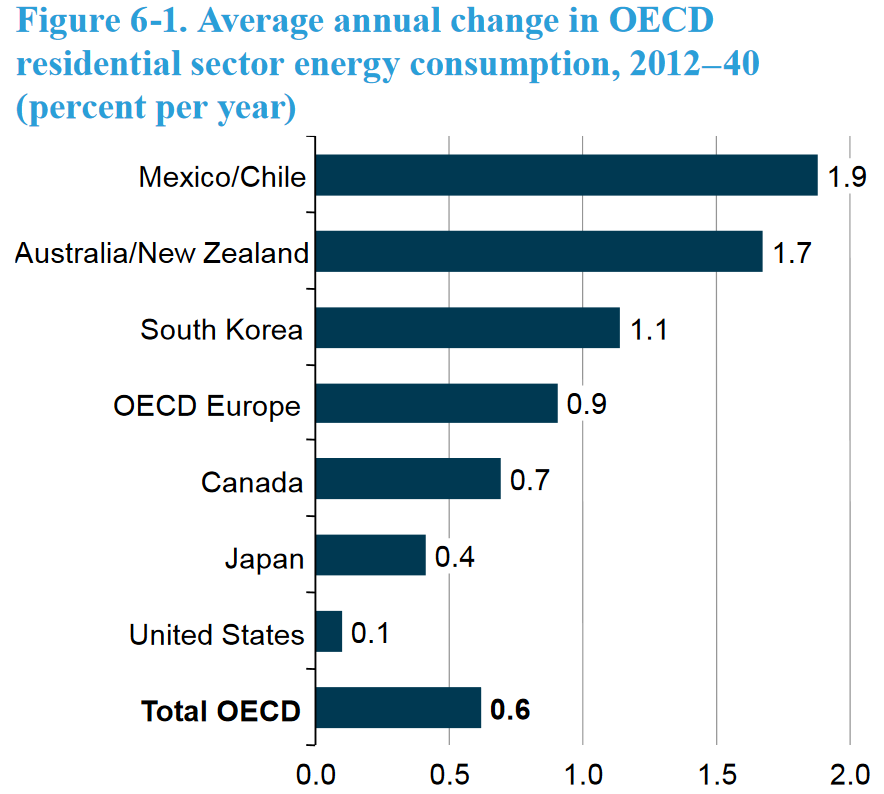 Figure 6-1. Average annual change in OECD
residential sector energy consumption, 2012–40
(percent per year)
Mexico/Chile 1.9
Australia/New Zealand 1.7
South Korea 1.1
OECD Europe 0.9
Canada 0.7
Japan 0.4
United States 0.1
Total OECD 0.6
0.0 0.5 1.0 1.5 2.0